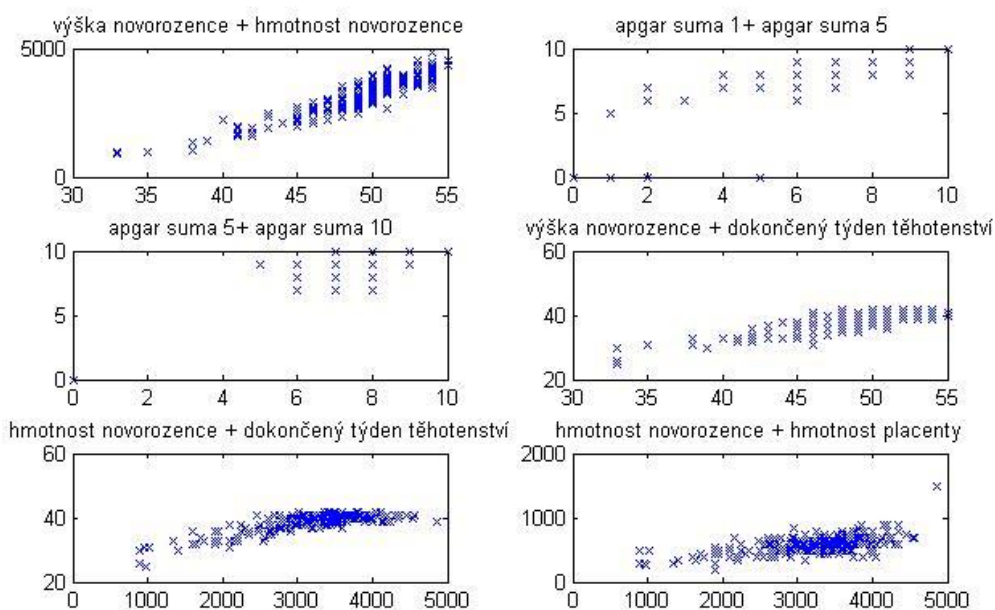 výška novorozence + hmotnost novorozence
5000
0
30 35 40 45 50 55
apgar suma 1+ apgar suma 5
10
5
0
0 2 4 6 8 10
apgar suma 5+ apgar suma 10
10
5
0
0 2 4 6 8 10
výška novorozence + dokončený týden těhotenství
60
40
20
30 35 40 45 50 55
hmotnost novorozence + dokončený týden těhotenství
60
40
20
0 1000 2000 3000 4000 5000
hmotnost novorozence + hmotnost placenty
2000
1000
0
0 1000 2000 3000 4000 5000